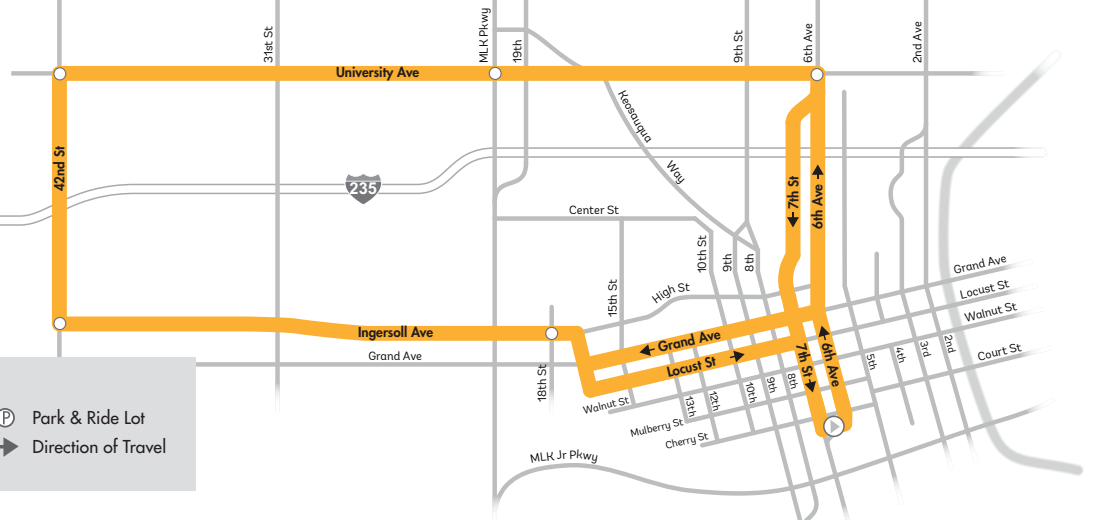 31st St
MLK Pkwy
19th
9th St
6th Ave
2nd Ave
University Ave
Keosauqua
Way
42nd St
235
7th St
6th Ave
Center St
10th St
9th
8th
15th St
High St
Grand Ave
Locust St
Walnut St
Court St
Ingersoll Ave
Grand Ave
Grand Ave
Locust St
7th St
6th Ave
5th
4th
3rd
2nd
18th St
Walnut St
13th
12th
10th
9th
8th
Mulberry St
Cherry St
MLK Jr Pkwy
P Park & Ride Lot
Direction of Travel